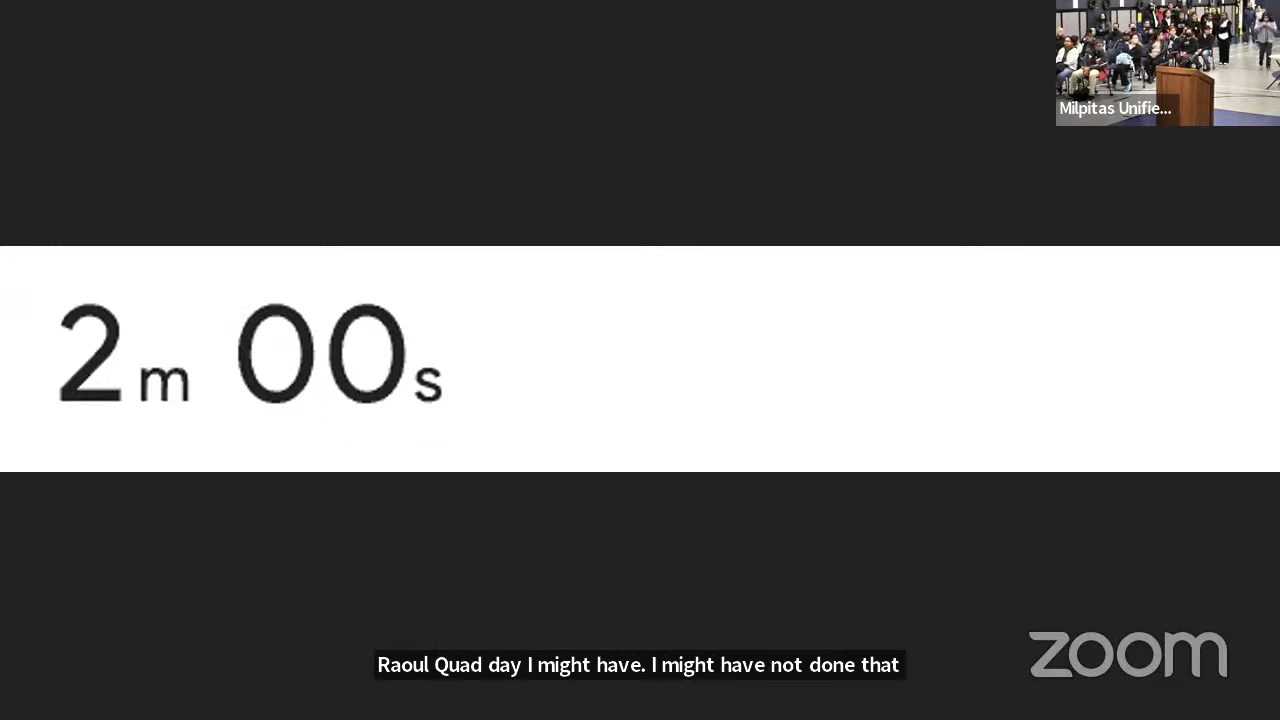 Milpitas Unifie...
2m 00s
Raoul Quad day I might have. I might have not done that
zoom